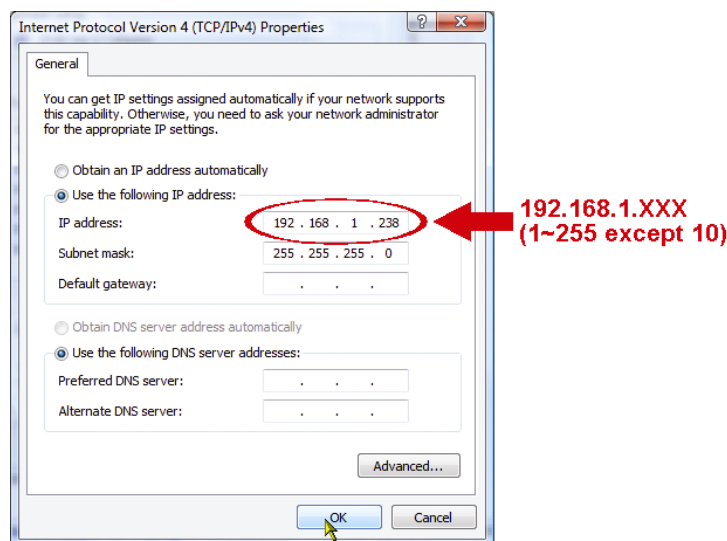 Internet Protocol Version 4 (TCP/IPv4) Properties
General
You can get IP settings assigned automatically if your network supports
this capability. Otherwise, you need to ask your network administrator
for the appropriate IP settings.
Obtain an IP address automatically
Use the following IP address:
IP address: 192 . 168 . 1 . 238
192.168.1.XXX
(1~255 except 10)
Subnet mask: 255 . 255 . 255 . 0
Default gateway: . . .
Obtain DNS server address automatically
Use the following DNS server addresses:
Preferred DNS server: . . .
Alternate DNS server: . . .
Advanced...
OK Cancel